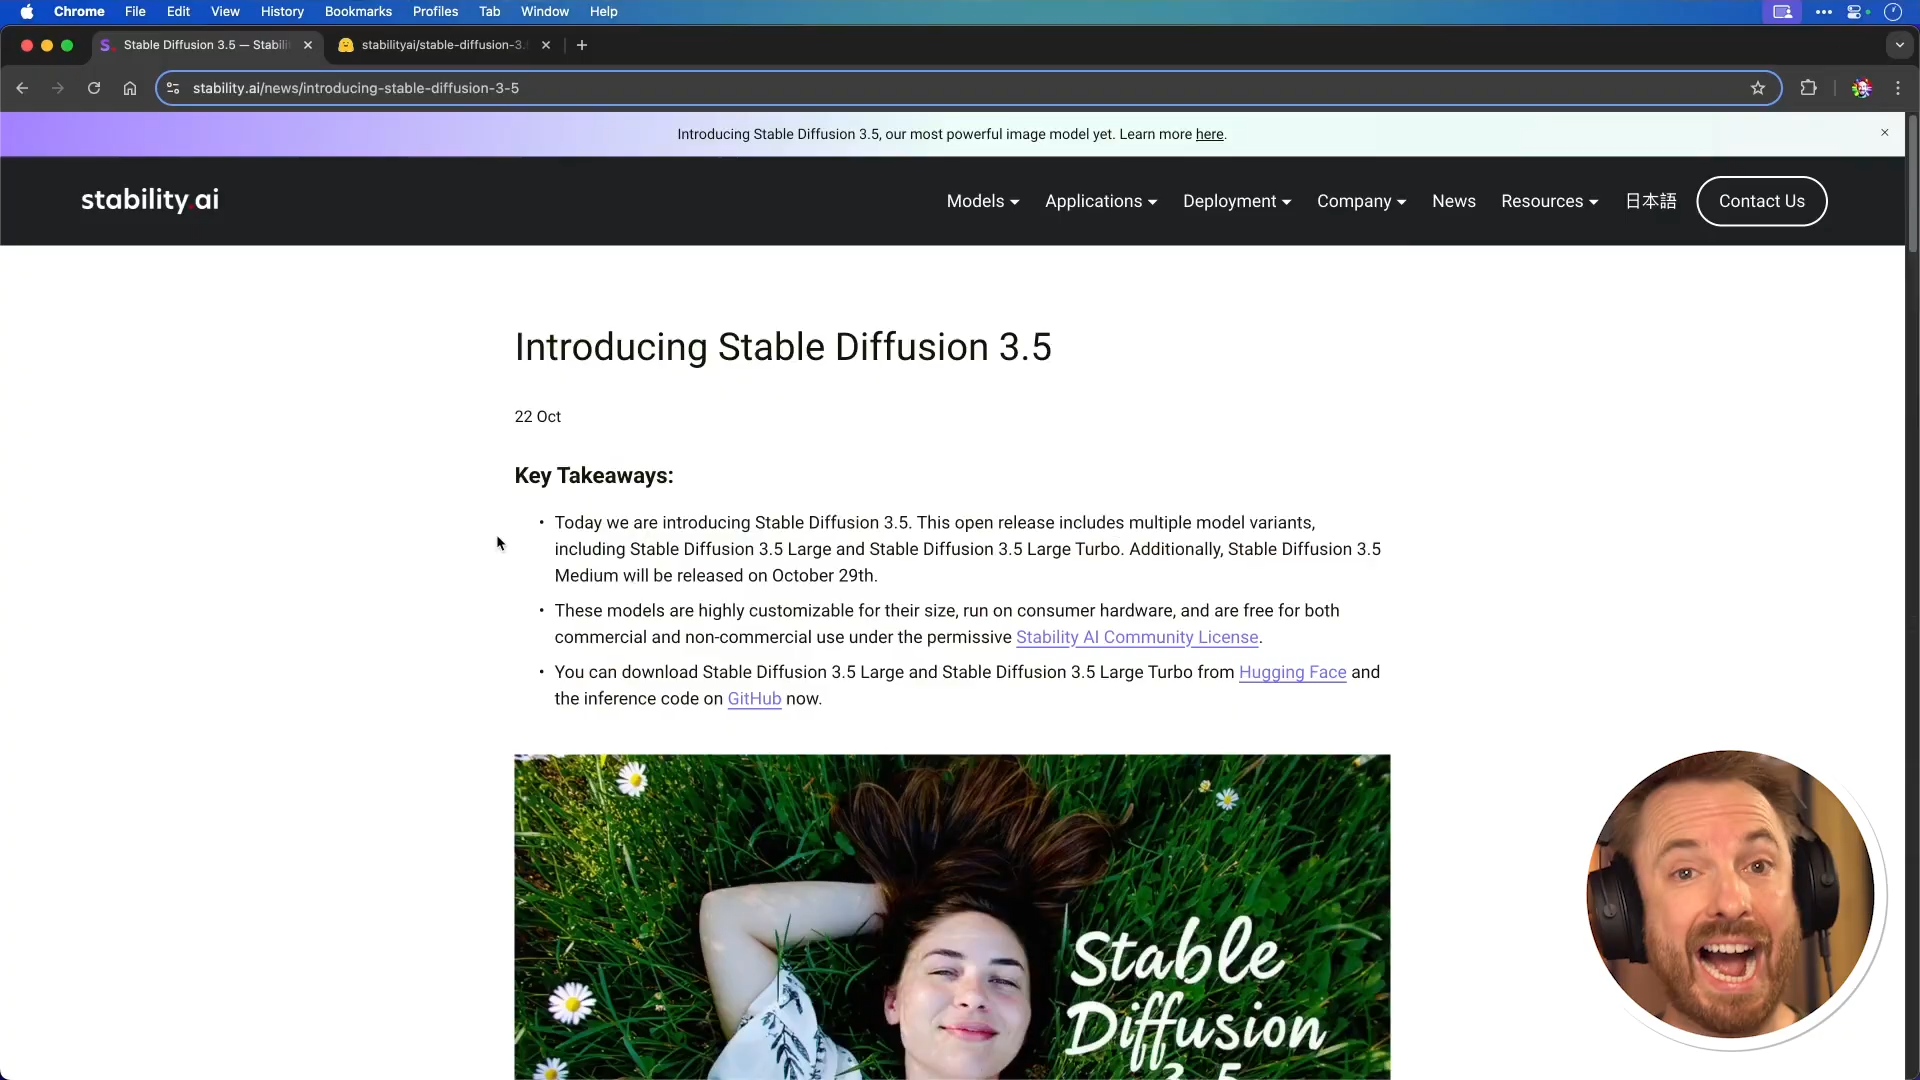 Chrome File Edit View History Bookmarks Profiles Tab Window Help
Stable Diffusion 3.5 — Stabili
stabilityai/stable-diffusion-3.
stability.ai/news/introducing-stable-diffusion-3-5
Introducing Stable Diffusion 3.5, our most powerful image model yet. Learn more here.
stability.ai
Models Applications Deployment Company News Resources 日本語 Contact Us
Introducing Stable Diffusion 3.5
22 Oct
Key Takeaways:
• Today we are introducing Stable Diffusion 3.5. This open release includes multiple model variants,
including Stable Diffusion 3.5 Large and Stable Diffusion 3.5 Large Turbo. Additionally, Stable Diffusion 3.5
Medium will be released on October 29th.
• These models are highly customizable for their size, run on consumer hardware, and are free for both
commercial and non-commercial use under the permissive Stability AI Community License.
• You can download Stable Diffusion 3.5 Large and Stable Diffusion 3.5 Large Turbo from Hugging Face and
the inference code on GitHub now.
Stable
Diffusion
3.5